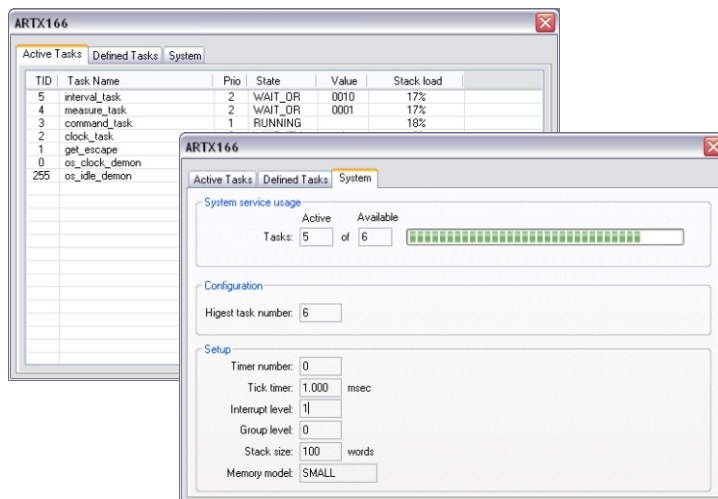 ARTX166
Active Tasks Defined Tasks System
TID Task Name Prio State Value Stack load
5 interval_task 2 WAIT_OR 0010 17%
4 measure_task 2 WAIT_OR 0001 17%
3 command_task 1 RUNNING 18%
2 clock_task
1 get_escape
0 os_clock_demon
255 os_idle_demon
ARTX166
Active Tasks Defined Tasks System
System service usage
Active Available
Tasks: 5 of 6
Configuration
Higest task number: 6
Setup
Timer number: 0
Tick timer: 1.000 msec
Interrupt level: 1
Group level: 0
Stack size: 100 words
Memory model: SMALL